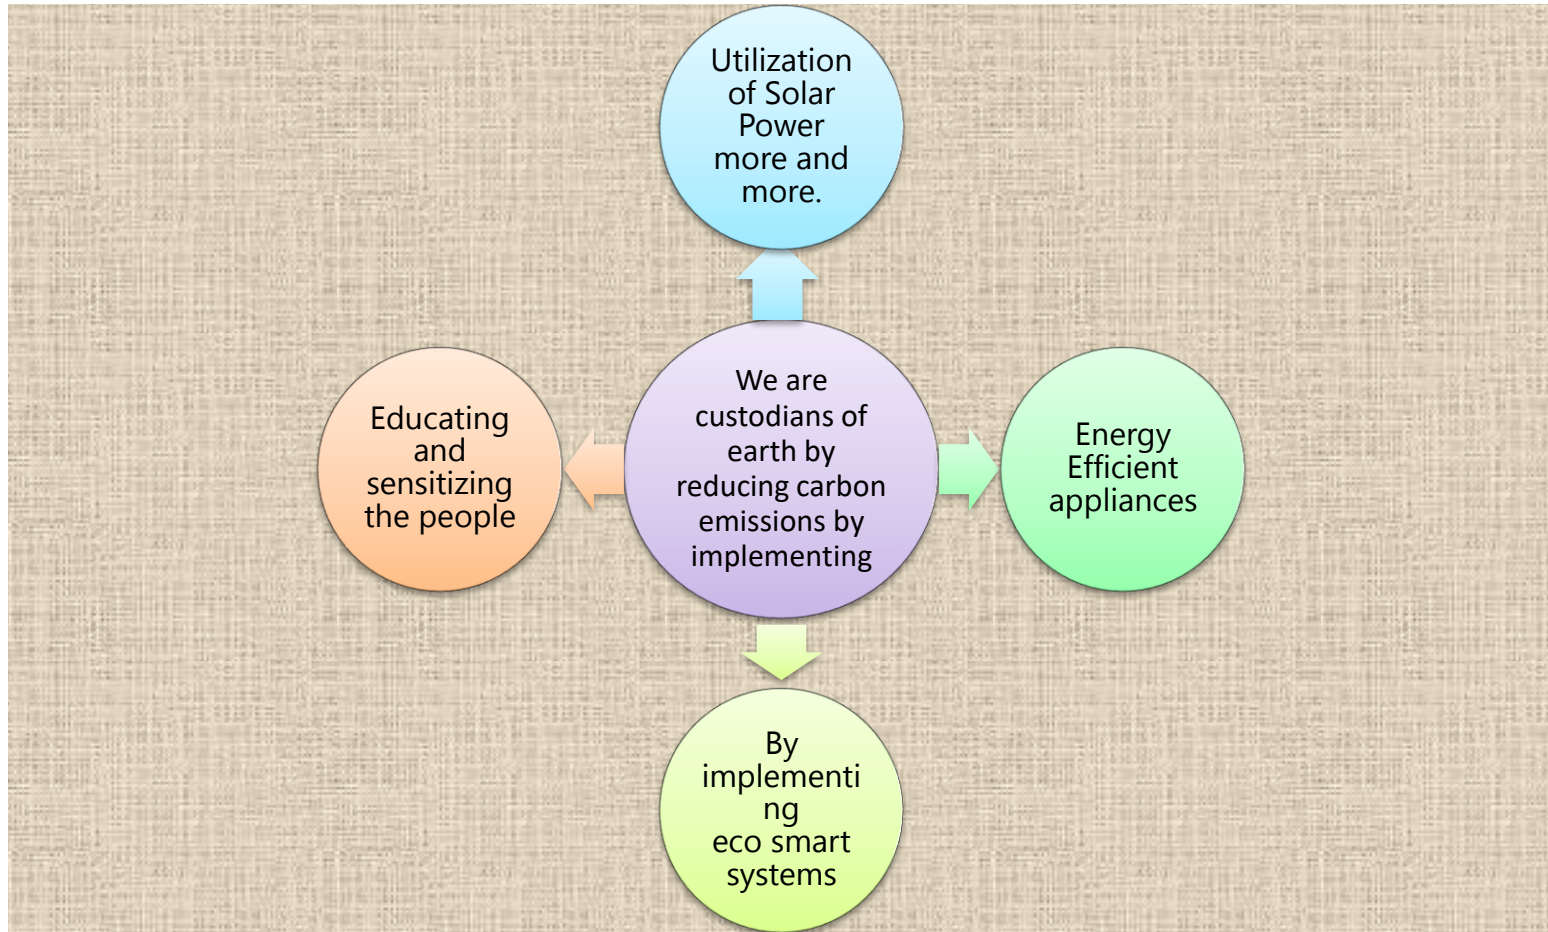 Utilization
of Solar
Power
more and
more.
Educating
and
sensitizing
the people
We are
custodians of
earth by
reducing carbon
emissions by
implementing
Energy
Efficient
appliances
By
implementi
ng
eco smart
systems